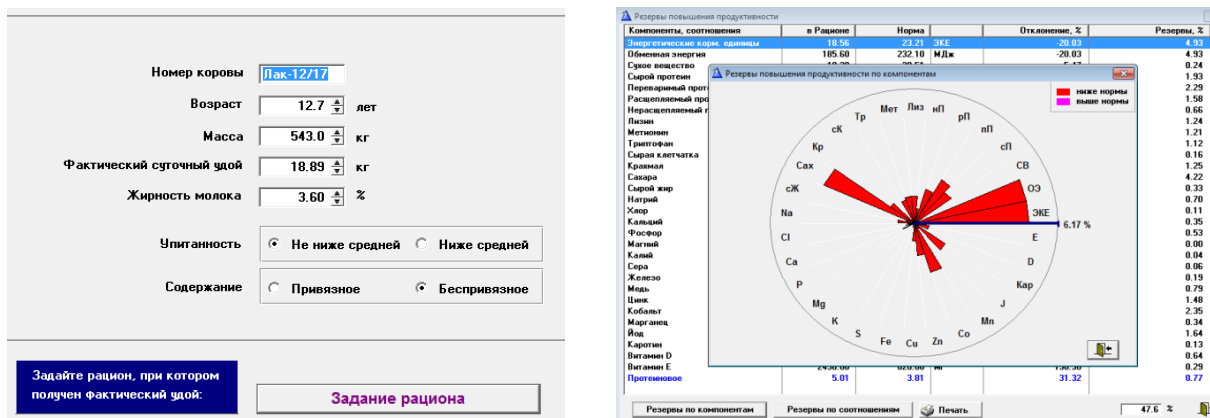 Номер коровы Лак-12/17
Возраст 12.7 лет
Масса 543.0 кг
Фактический суточный удой 18.89 кг
Жирность молока 3.60 %
Упитанность Не ниже средней Ниже средней
Содержание Привязное Беспривязное
Задайте рацион, при котором
получен фактический удой:
Задание рациона
Резервы повышения продуктивности
Компоненты, соотношения в Рационе Норма Отклонение, % Резервы, %
Энергетические корм. единицы 18.56 23.21 ЭКЕ -20.03 4.93
Обменная энергия 185.60 232.10 МДж -20.03 4.93
Сухое вещество 0.24
Сырой протеин 1.93
Переваримый прот 2.29
Расщепляемый про 1.58
Нерасщепляемый г 0.66
Лизин 1.24
Метионин 1.21
Триптофан 1.12
Сырая клетчатка 0.16
Крахмал 1.25
Сахара 4.22
Сырой жир 0.33
Натрий 0.70
Хлор 0.11
Кальций 0.35
Фосфор 0.53
Магний 0.00
Калий 0.04
Сера 0.06
Железо 0.19
Медь 0.79
Цинк 1.48
Кобальт 2.35
Марганец 0.34
Йод 1.64
Каротин 0.13
Витамин D 0.64
Витамин E 0.29
Протеиновое 5.01 3.81 31.32 0.77
Резервы повышения продуктивности по компонентам
ниже нормы
выше нормы
Лиз
нП
рП
нП
сП
СВ
ОЭ
ЭКЕ
6.17 %
E
D
Кар
J
Mn
Co
Zn
Cu
Fe
S
K
Mg
P
Ca
Cl
Na
сЖ
Сах
Кр
сК
Тр
Мет
Резервы по компонентам Резервы по соотношениям Печать 47.6 %